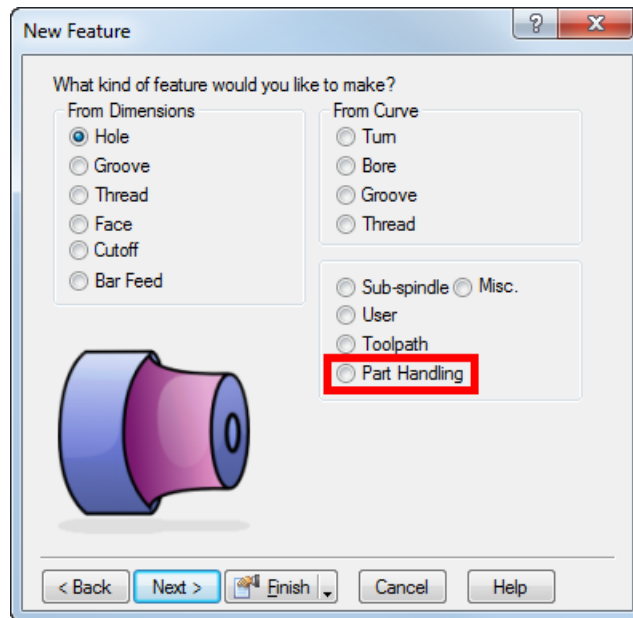 New Feature
What kind of feature would you like to make?
From Dimensions
Hole
Groove
Thread
Face
Cutoff
Bar Feed
From Curve
Turn
Bore
Groove
Thread
Sub-spindle Misc.
User
Toolpath
Part Handling
< Back Next > Finish Cancel Help